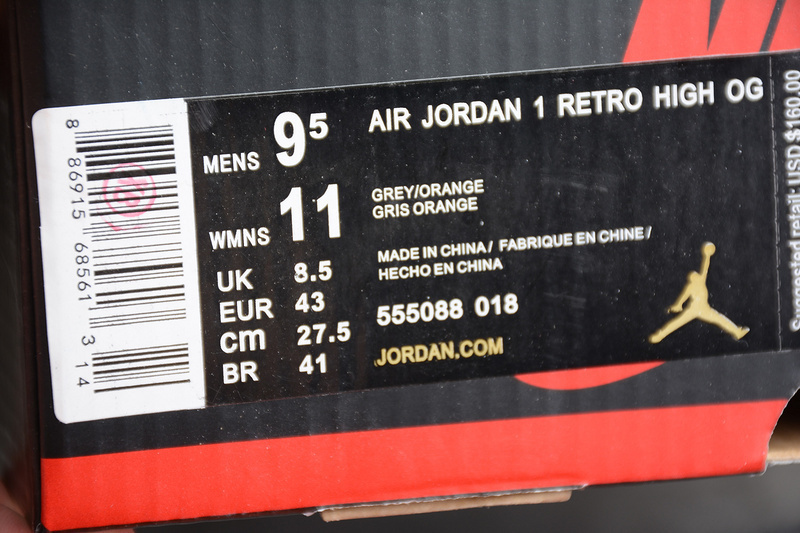 8 86915 68561 3 14
MENS 9⁵
WMNS 11
UK 8.5
EUR 43
cm 27.5
BR 41
AIR JORDAN 1 RETRO HIGH OG
GREY/ORANGE
GRIS ORANGE
MADE IN CHINA/ FABRIQUE EN CHINE/
HECHO EN CHINA
555088 018
JORDAN.COM
Suggested retail: USD $160.00